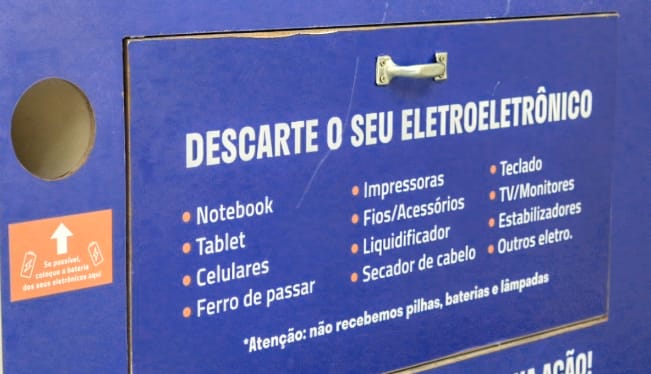 DESCARTE O SEU ELETROELETRÔNICO
Notebook
Tablet
Celulares
Ferro de passar
Impressoras
Fios/Acessórios
Liquidificador
Secador de cabelo
Teclado
TV/Monitores
Estabilizadores
Outros eletro.
*Atenção: não recebemos pilhas, baterias e lâmpadas
Se possível,
coloque a bateria
dos seus eletrônicos aqui
AÇÃO!